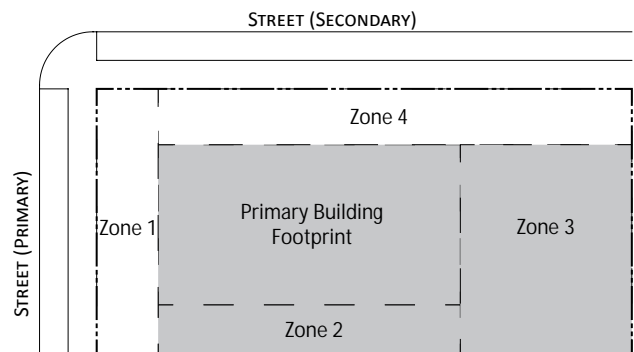 STREET (SECONDARY)
Zone 4
STREET (PRIMARY)
Zone 1
Primary Building
Footprint
Zone 3
Zone 2